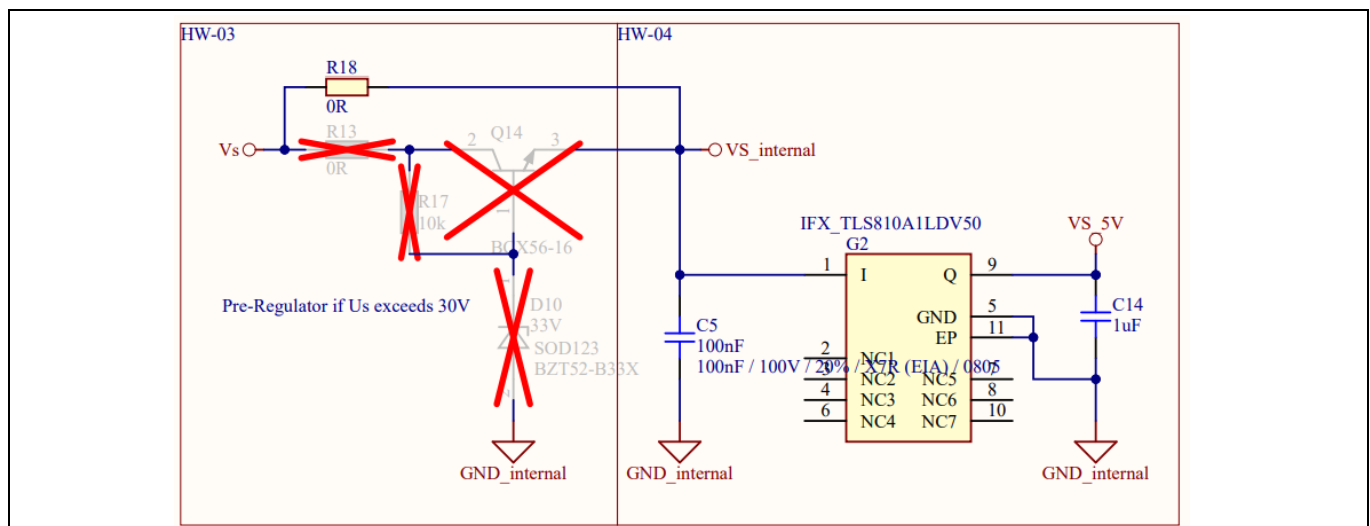 HW-03
HW-04
R18
0R
Vs
R13
0R
2
Q14
3
VS_internal
R17
10k
1
BCX56-16
Pre-Regulator if Us exceeds 30V
D10
33V
SOD123
BZT52-B33X
2
GND_internal
C5
100nF
100nF / 100V / 20% / X7R (EIA) / 0805
GND_internal
IFX_TLS810A1LDV50
G2
1
I
Q
9
GND
5
EP
11
2
NC1
3
NC2
NC5
7
4
NC3
NC6
8
6
NC4
NC7
10
VS_5V
C14
1uF
GND_internal